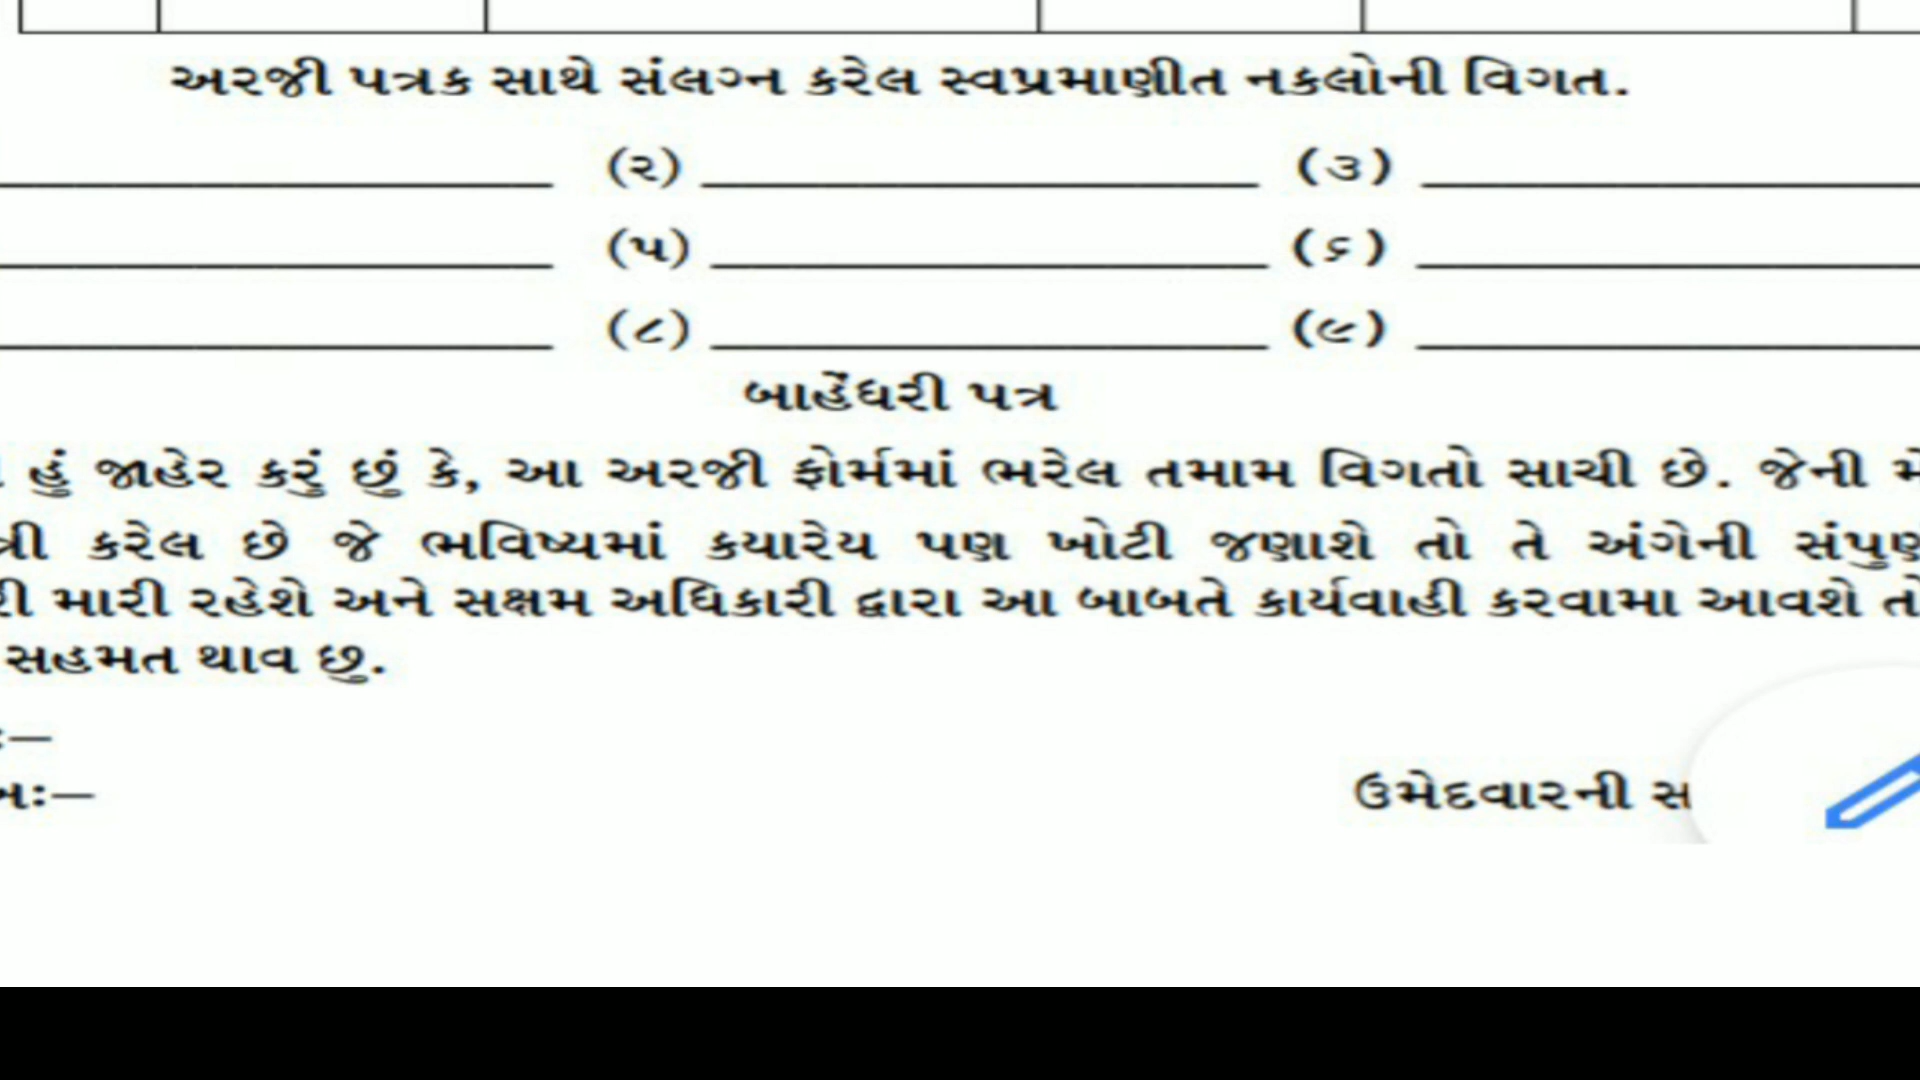 અરજી પત્રક સાથે સંલગ્ન કરેલ સ્વપ્રમાણીત નકલોની વિગત.
(૨) (૩)
(૫) (૬)
(૮) (૯)
બાહેંધરી પત્ર
હું જાહેર કરું છું કે, આ અરજી ફોર્મમાં ભરેલ તમામ વિગતો સાચી છે. જેની
કરેલ છે જે ભવિષ્યમાં કયારેય પણ ખોટી જણાશે તો તે અંગેની
મારી રહેશે અને સક્ષમ અધિકારી દ્વારા આ બાબતે કાર્યવાહી કરવામા આવશે
સહમત થાવ છુ.
ઉમેદવારની